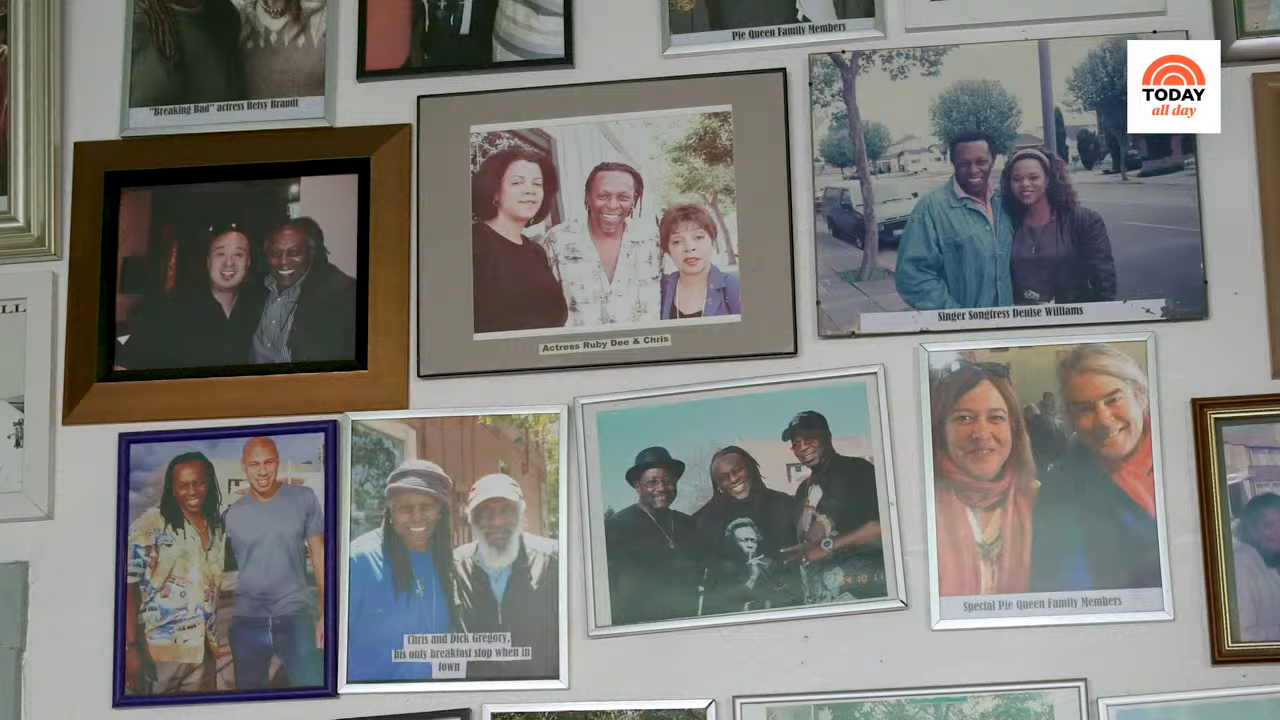 Pie Queen Family Members
"Breaking Bad" actress Betsy Brandt
TODAY
all day
Actress Ruby Dee & Chris
Singer Songtress Denise Williams
LL
Special Pie Queen Family Members
Chris and Dick Gregory,
his only breakfast stop when in
town